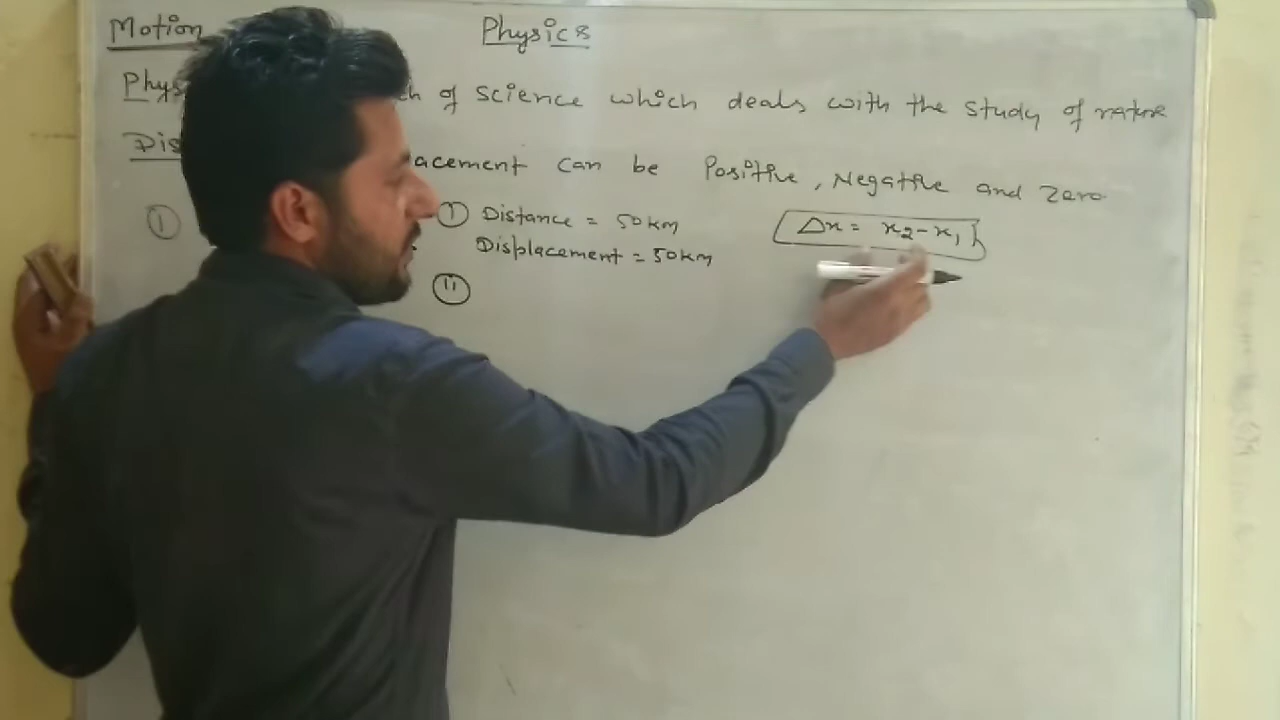 Motion Physics
Phys ch of science which deals with the study of nature
Dis acement can be Positive, Negative and Zero
① ① Distance = 50 km Δx = x₂-x₁
Displacement = 50 km
②